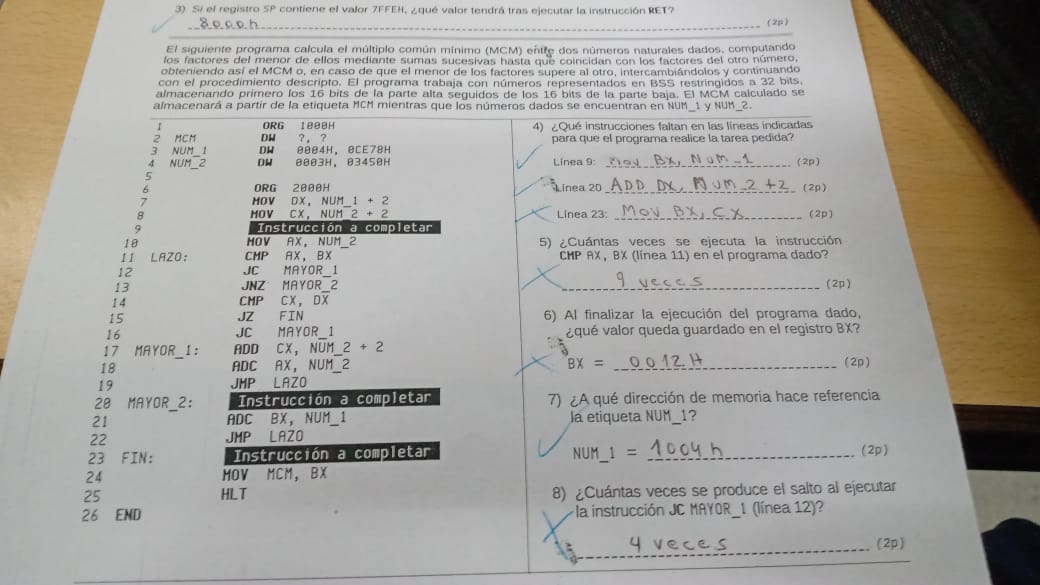 3) Si el registro SP contiene el valor 7FFEH, ¿qué valor tendrá tras ejecutar la instrucción RET?
8000h (2p)
El siguiente programa calcula el múltiplo común mínimo (MCM) entre dos números naturales dados, computando
los factores del menor de ellos mediante sumas sucesivas hasta que coincidan con los factores del otro número,
obteniendo así el MCM o, en caso de que el menor de los factores supere al otro, intercambiándolos y continuando
con el procedimiento descripto. El programa trabaja con números representados en BSS restringidos a 32 bits,
almacenando primero los 16 bits de la parte alta seguidos de los 16 bits de la parte baja. El MCM calculado se
almacenará a partir de la etiqueta MCM mientras que los números dados se encuentran en NUM_1 y NUM_2.
1 ORG 1000H
2 MCM DW ?, ?
3 NUM_1 DW 0004H, 0CE78H
4 NUM_2 DW 0003H, 03450H
5
6 ORG 2000H
7 MOV DX, NUM_1 + 2
8 MOV CX, NUM_2 + 2
9 Instrucción a completar
10 MOV AX, NUM_2
11 LAZO: CMP AX, BX
12 JC MAYOR_1
13 JNZ MAYOR_2
14 CMP CX, DX
15 JZ FIN
16 JC MAYOR_1
17 MAYOR_1: ADD CX, NUM_2 + 2
18 ADC AX, NUM_2
19 JMP LAZO
20 MAYOR_2: Instrucción a completar
21 ADC BX, NUM_1
22 JMP LAZO
23 FIN: Instrucción a completar
24 MOV MCM, BX
25 HLT
26 END
4) ¿Qué instrucciones faltan en las líneas indicadas
para que el programa realice la tarea pedida?
Línea 9: Mov BX, NUM_1 (2p)
Línea 20 ADD DX, NUM_2 +2 (2p)
Línea 23: MOV BX, CX (2p)
5) ¿Cuántas veces se ejecuta la instrucción
CMP AX, BX (línea 11) en el programa dado?
9 veces (2p)
6) Al finalizar la ejecución del programa dado,
¿qué valor queda guardado en el registro BX?
BX = 0012H (2p)
7) ¿A qué dirección de memoria hace referencia
la etiqueta NUM_1?
NUM_1 = 1004h (2p)
8) ¿Cuántas veces se produce el salto al ejecutar
la instrucción JC MAYOR_1 (línea 12)?
4 veces (2p)